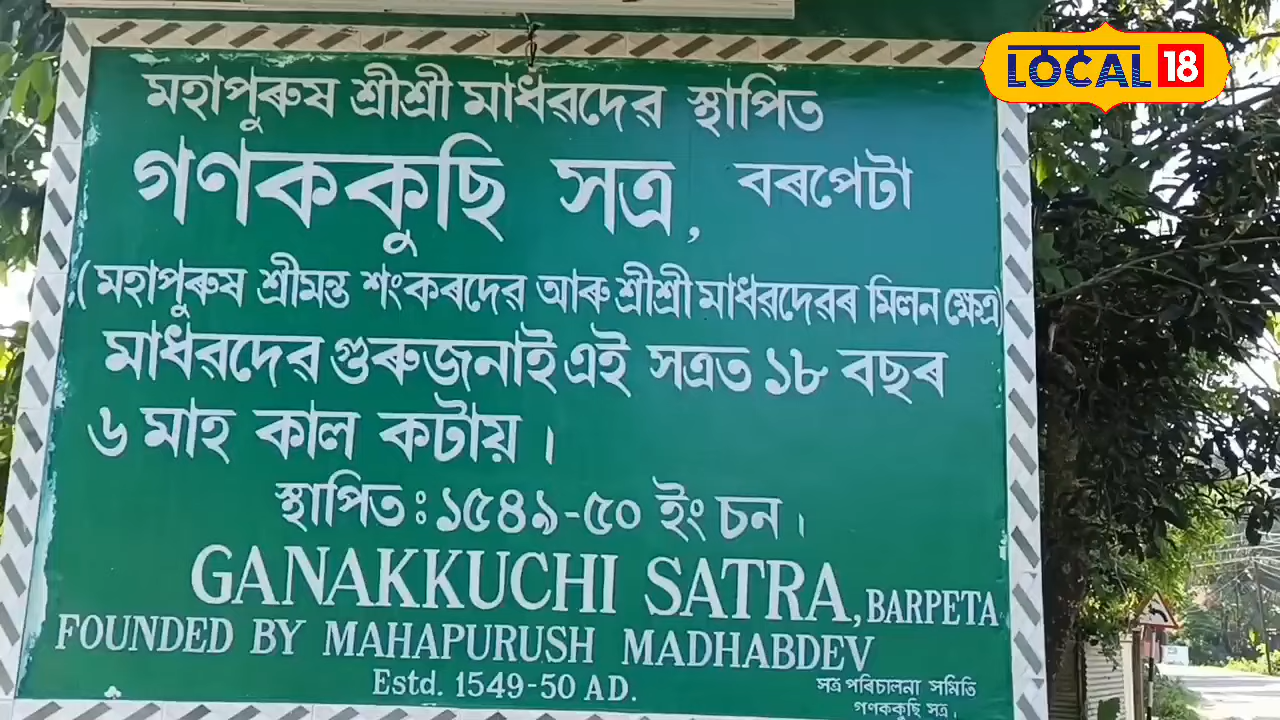 LOCAL 18
মহাপুৰুষ শ্ৰীশ্ৰী মাধৱদেৱ স্থাপিত
গণককুছি সত্ৰ, বৰপেটা
(মহাপুৰুষ শ্ৰীমন্ত শংকৰদেৱ আৰু শ্ৰীশ্ৰী মাধৱদেৱৰ মিলন ক্ষেত্ৰ)
মাধৱদেৱ গুৰুজনাই এই সত্ৰত ১৮ বছৰ
৬ মাহ কাল কটায়।
স্থাপিত : ১৫৪৯-৫০ ইং চন।
GANAKKUCHI SATRA, BARPETA
FOUNDED BY MAHAPURUSH MADHABDEV
Estd. 1549-50 AD.
সত্ৰ পৰিচালনা সমিতি
গণককুছি সত্ৰ।